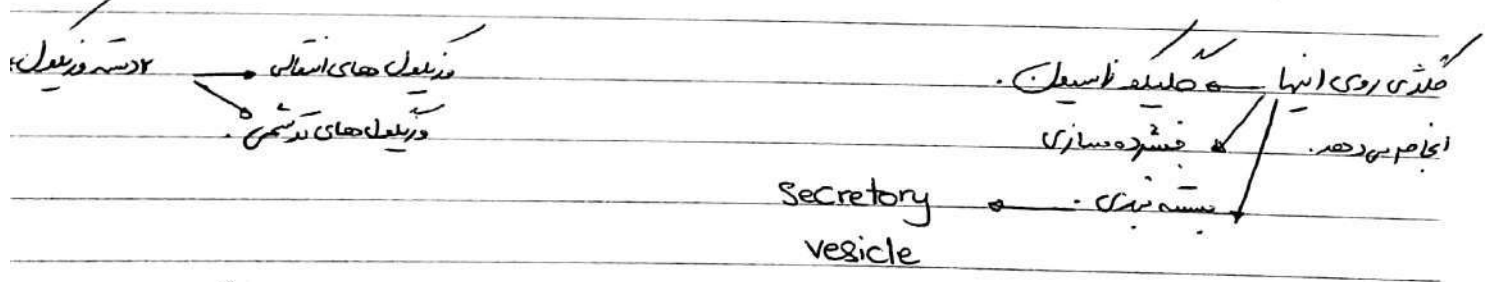 گلژی روی اینها → گلیکوزاسیون. وزیکول های انتقالی ← ۲ دسته وزیکول:
انجام می دهد. فشرده سازی وزیکول های ترشحی.
بسته بندی. → secretory
vesicle